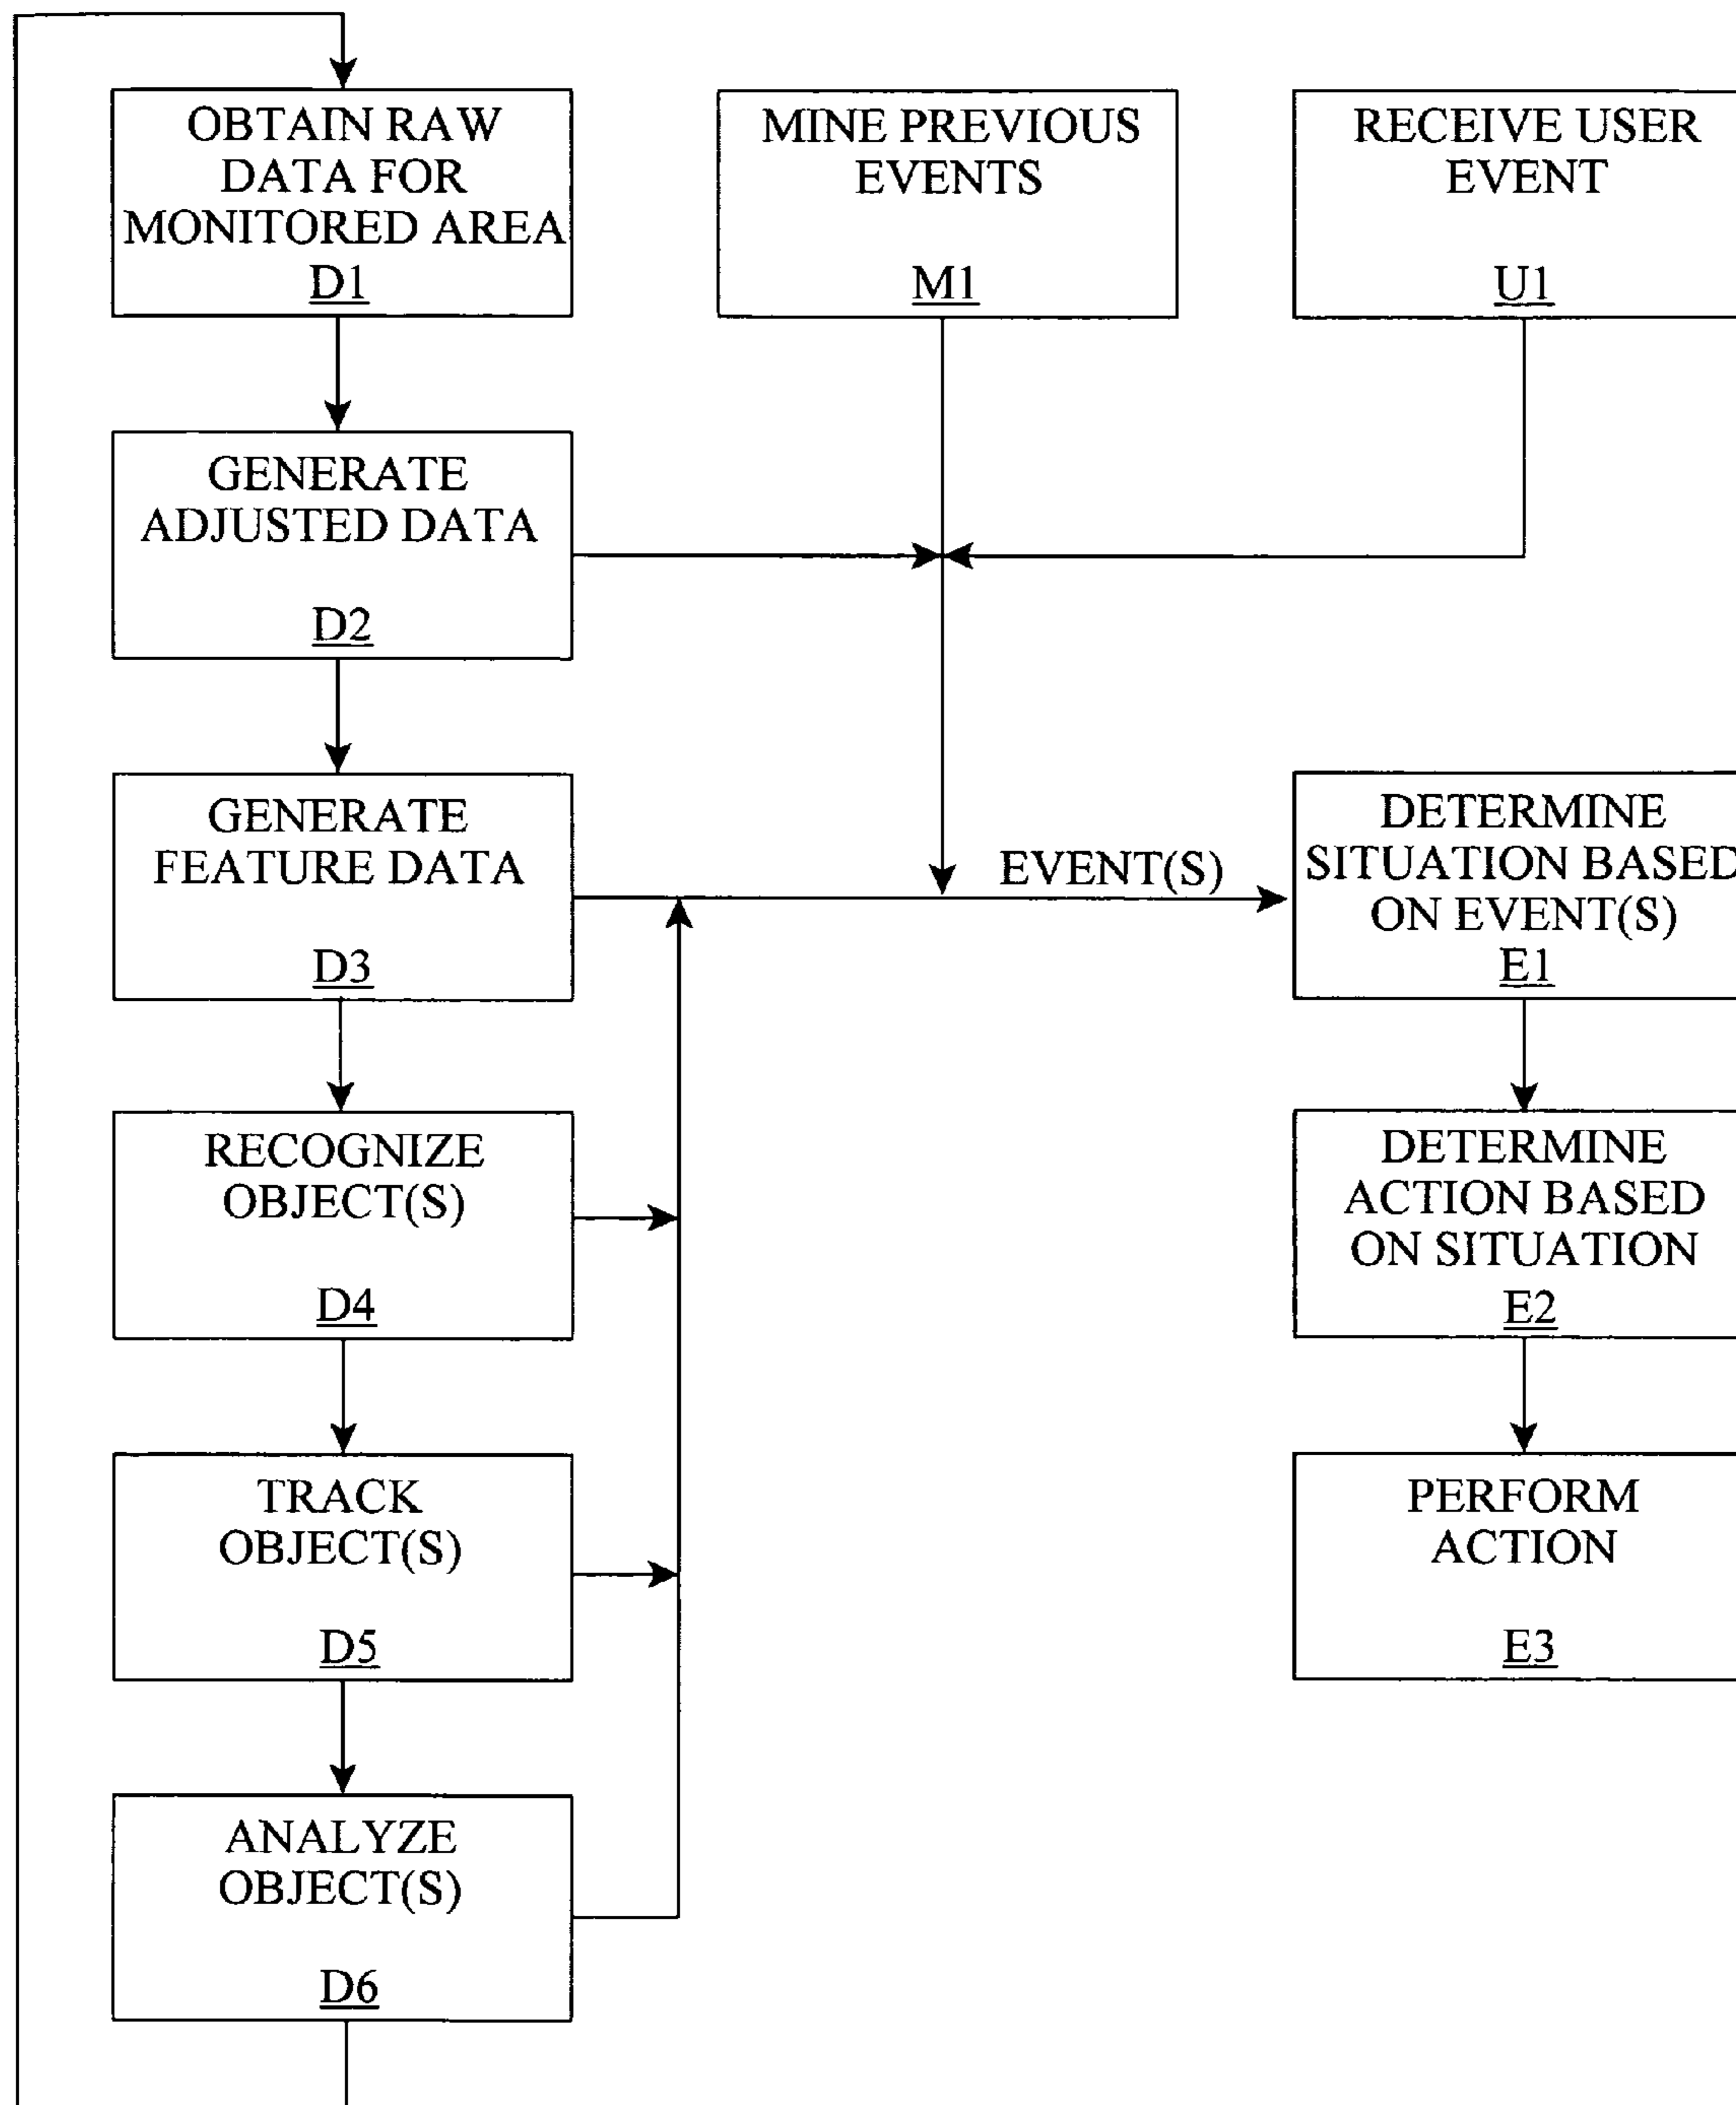 OBTAIN RAW
DATA FOR
MONITORED AREA
D1
MINE PREVIOUS
EVENTS
M1
RECEIVE USER
EVENT
U1
GENERATE
ADJUSTED DATA
D2
GENERATE
FEATURE DATA
D3
EVENT(S)
DETERMINE
SITUATION BASED
ON EVENT(S)
E1
RECOGNIZE
OBJECT(S)
D4
DETERMINE
ACTION BASED
ON SITUATION
E2
TRACK
OBJECT(S)
D5
PERFORM
ACTION
E3
ANALYZE
OBJECT(S)
D6